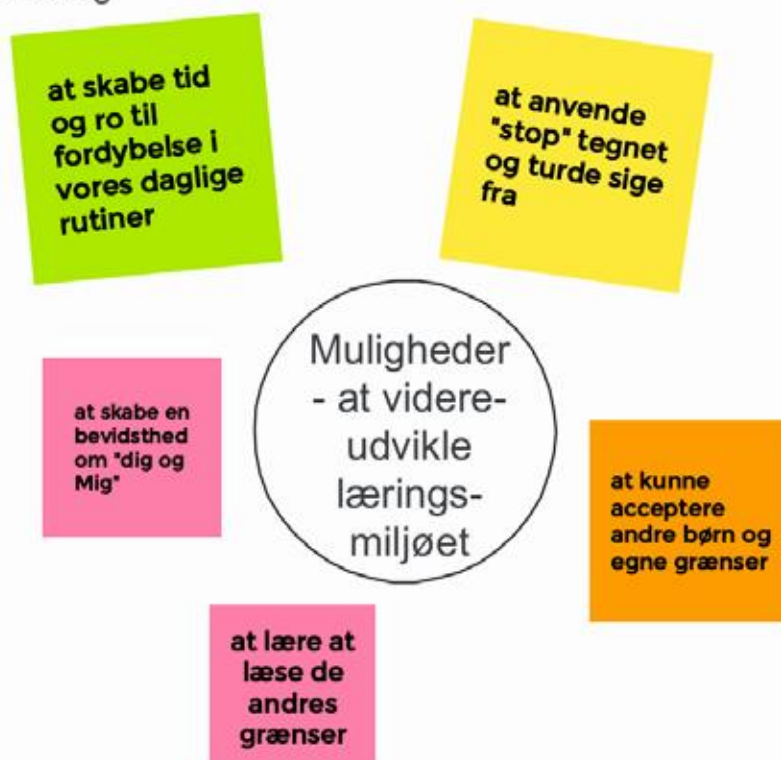 at skabe tid
og ro til
fordybelse i
vores daglige
rutiner
at anvende
"stop" tegnet
og turde sige
fra
Muligheder
- at videre-
udvikle
lærings-
miljøet
at skabe en
bevidsthed
om "dig og
Mig"
at kunne
acceptere
andre børn og
egne grænser
at lære at
læse de
andres
grænser